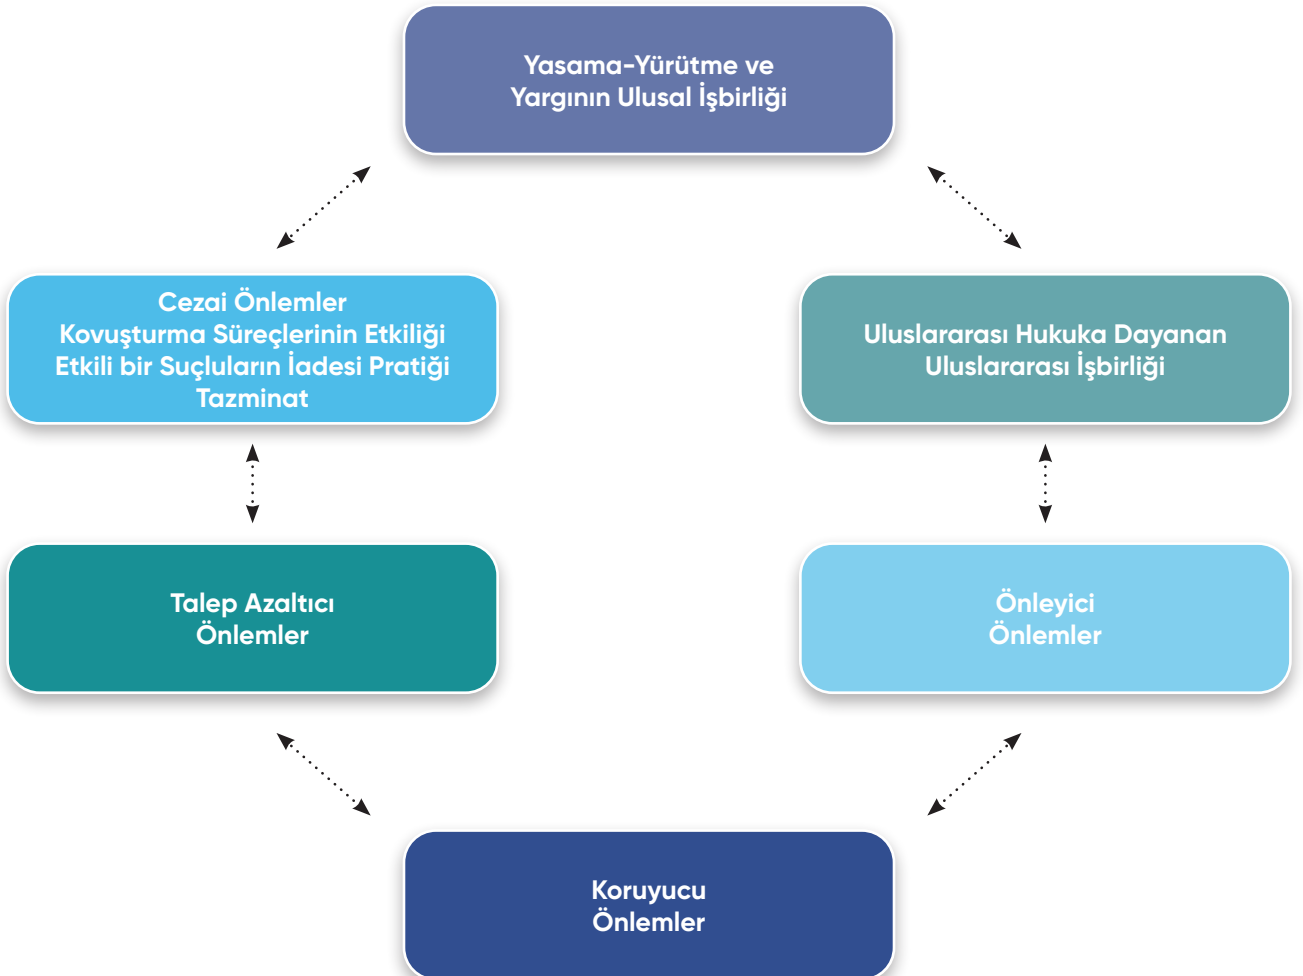 Yasama-Yürütme ve
Yargının Ulusal İşbirliği
Cezai Önlemler
Kovuşturma Süreçlerinin Etkiliği
Etkili bir Suçluların İadesi Pratiği
Tazminat
Uluslararası Hukuka Dayanan
Uluslararası İşbirliği
Talep Azaltıcı
Önlemler
Önleyici
Önlemler
Koruyucu
Önlemler